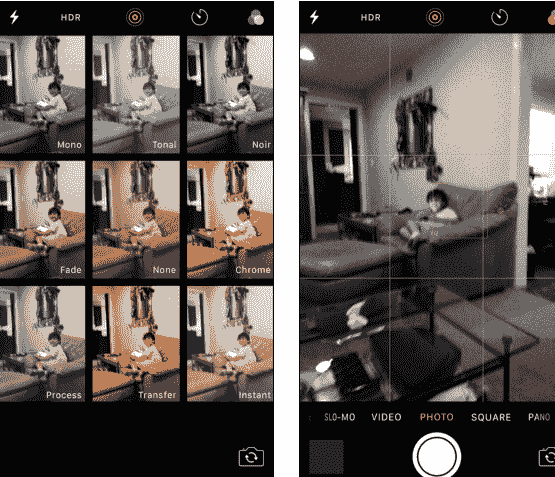 HDR
Mono Tonal Noir
Fade None Chrome
Process Transfer Instant
HDR
SLO-MO VIDEO PHOTO SQUARE PANO